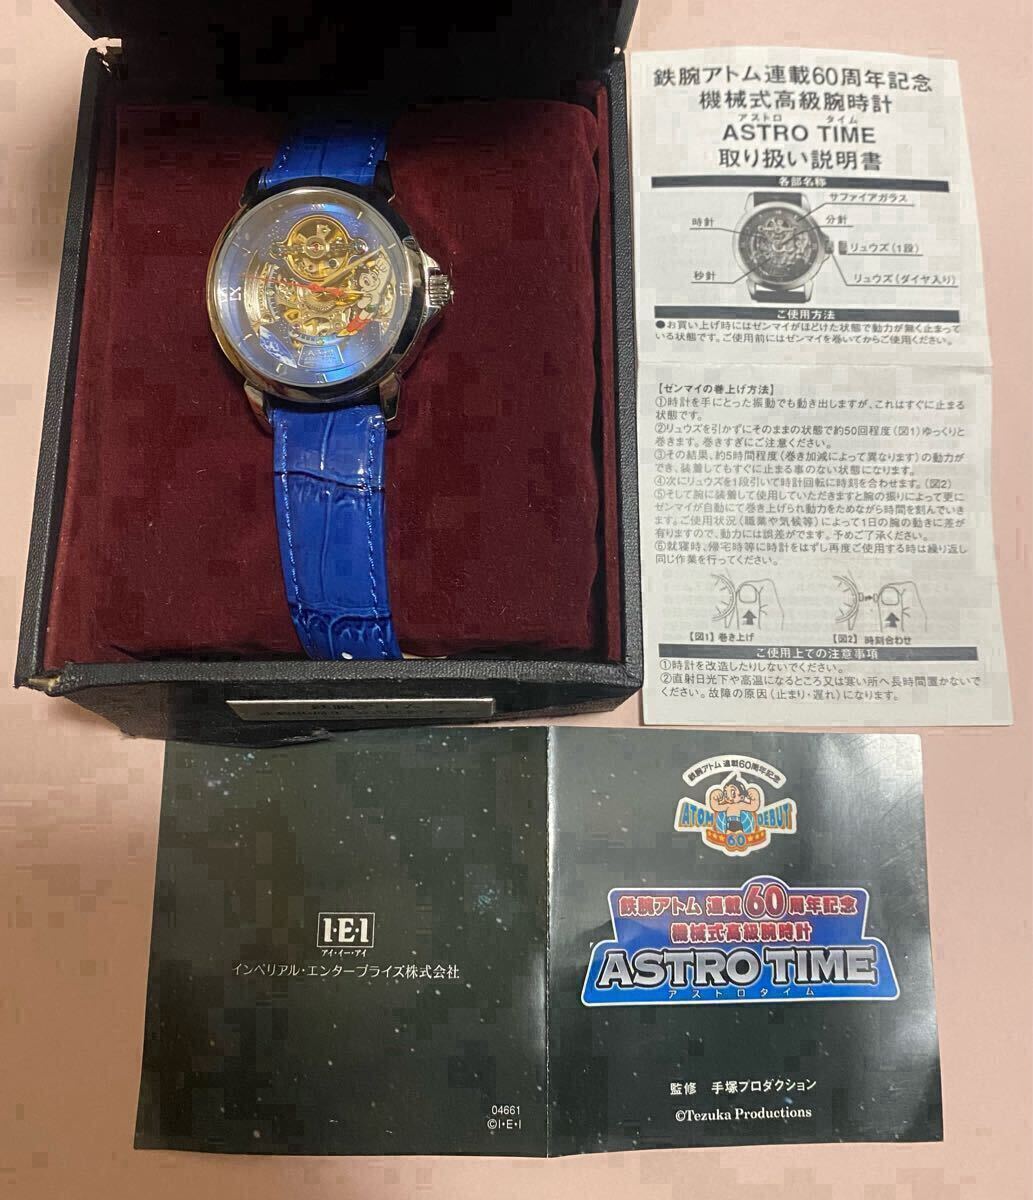 鉄腕アトム連載60周年記念
機械式高級腕時計
アストロ タイム
ASTRO TIME
取り扱い説明書
各部名称
サファイアガラス
時計
分針
リュウズ(1段)
秒針
リュウズ(ダイヤ入り)
ご使用方法
●お買い上げ時にはゼンマイがほどけた状態で動力が無く止まって
いる状態です。ご使用前にはゼンマイを巻いてからご使用ください。
【ゼンマイの巻上げ方法】
①時計を手にとった振動でも動き出しますが、これはすぐに止まる
状態です。
②リュウズを引かずにそのままの状態で約50回程度(図1)ゆっくりと
巻きます。巻きすぎにご注意ください。
③その結果、約5時間程度(巻き加減によって異なります)の動力が
でき、装着してもすぐに止まる事のない状態になります。
④次にリュウズを1段引いて時計回転に時刻を合わせます。(図2)
⑤そして腕に装着して使用していただきますと腕の振りによって更に
ゼンマイが自動にて巻き上げられ動力をためながら時間を刻んでいき
ます。ご使用状況(職業や気候等)によって1日の腕の動きに差が
有りますので、動力には誤差がでます。予めご了承ください。
⑥就寝時、帰宅時等に時計をはずし再度ご使用する時は繰り返し
同じ作業を行ってください。
【図1】巻き上げ
【図2】時刻合わせ
ご使用上での注意事項
①時計を改造したりしないでください。
②直射日光下や高温になるところ又は寒い所へ長時間置かないで
ください。故障の原因(止まり・遅れ)になります。
IX
I·E·I
アイ・イー・アイ
インペリアル・エンタープライズ株式会社
04661
©I·E·I
鉄腕アトム 連載60周年記念
ATOM DEBUT
60
鉄腕アトム 連載60周年記念
機械式高級腕時計
ASTRO TIME
アストロタイム
監修 手塚プロダクション
©Tezuka Productions